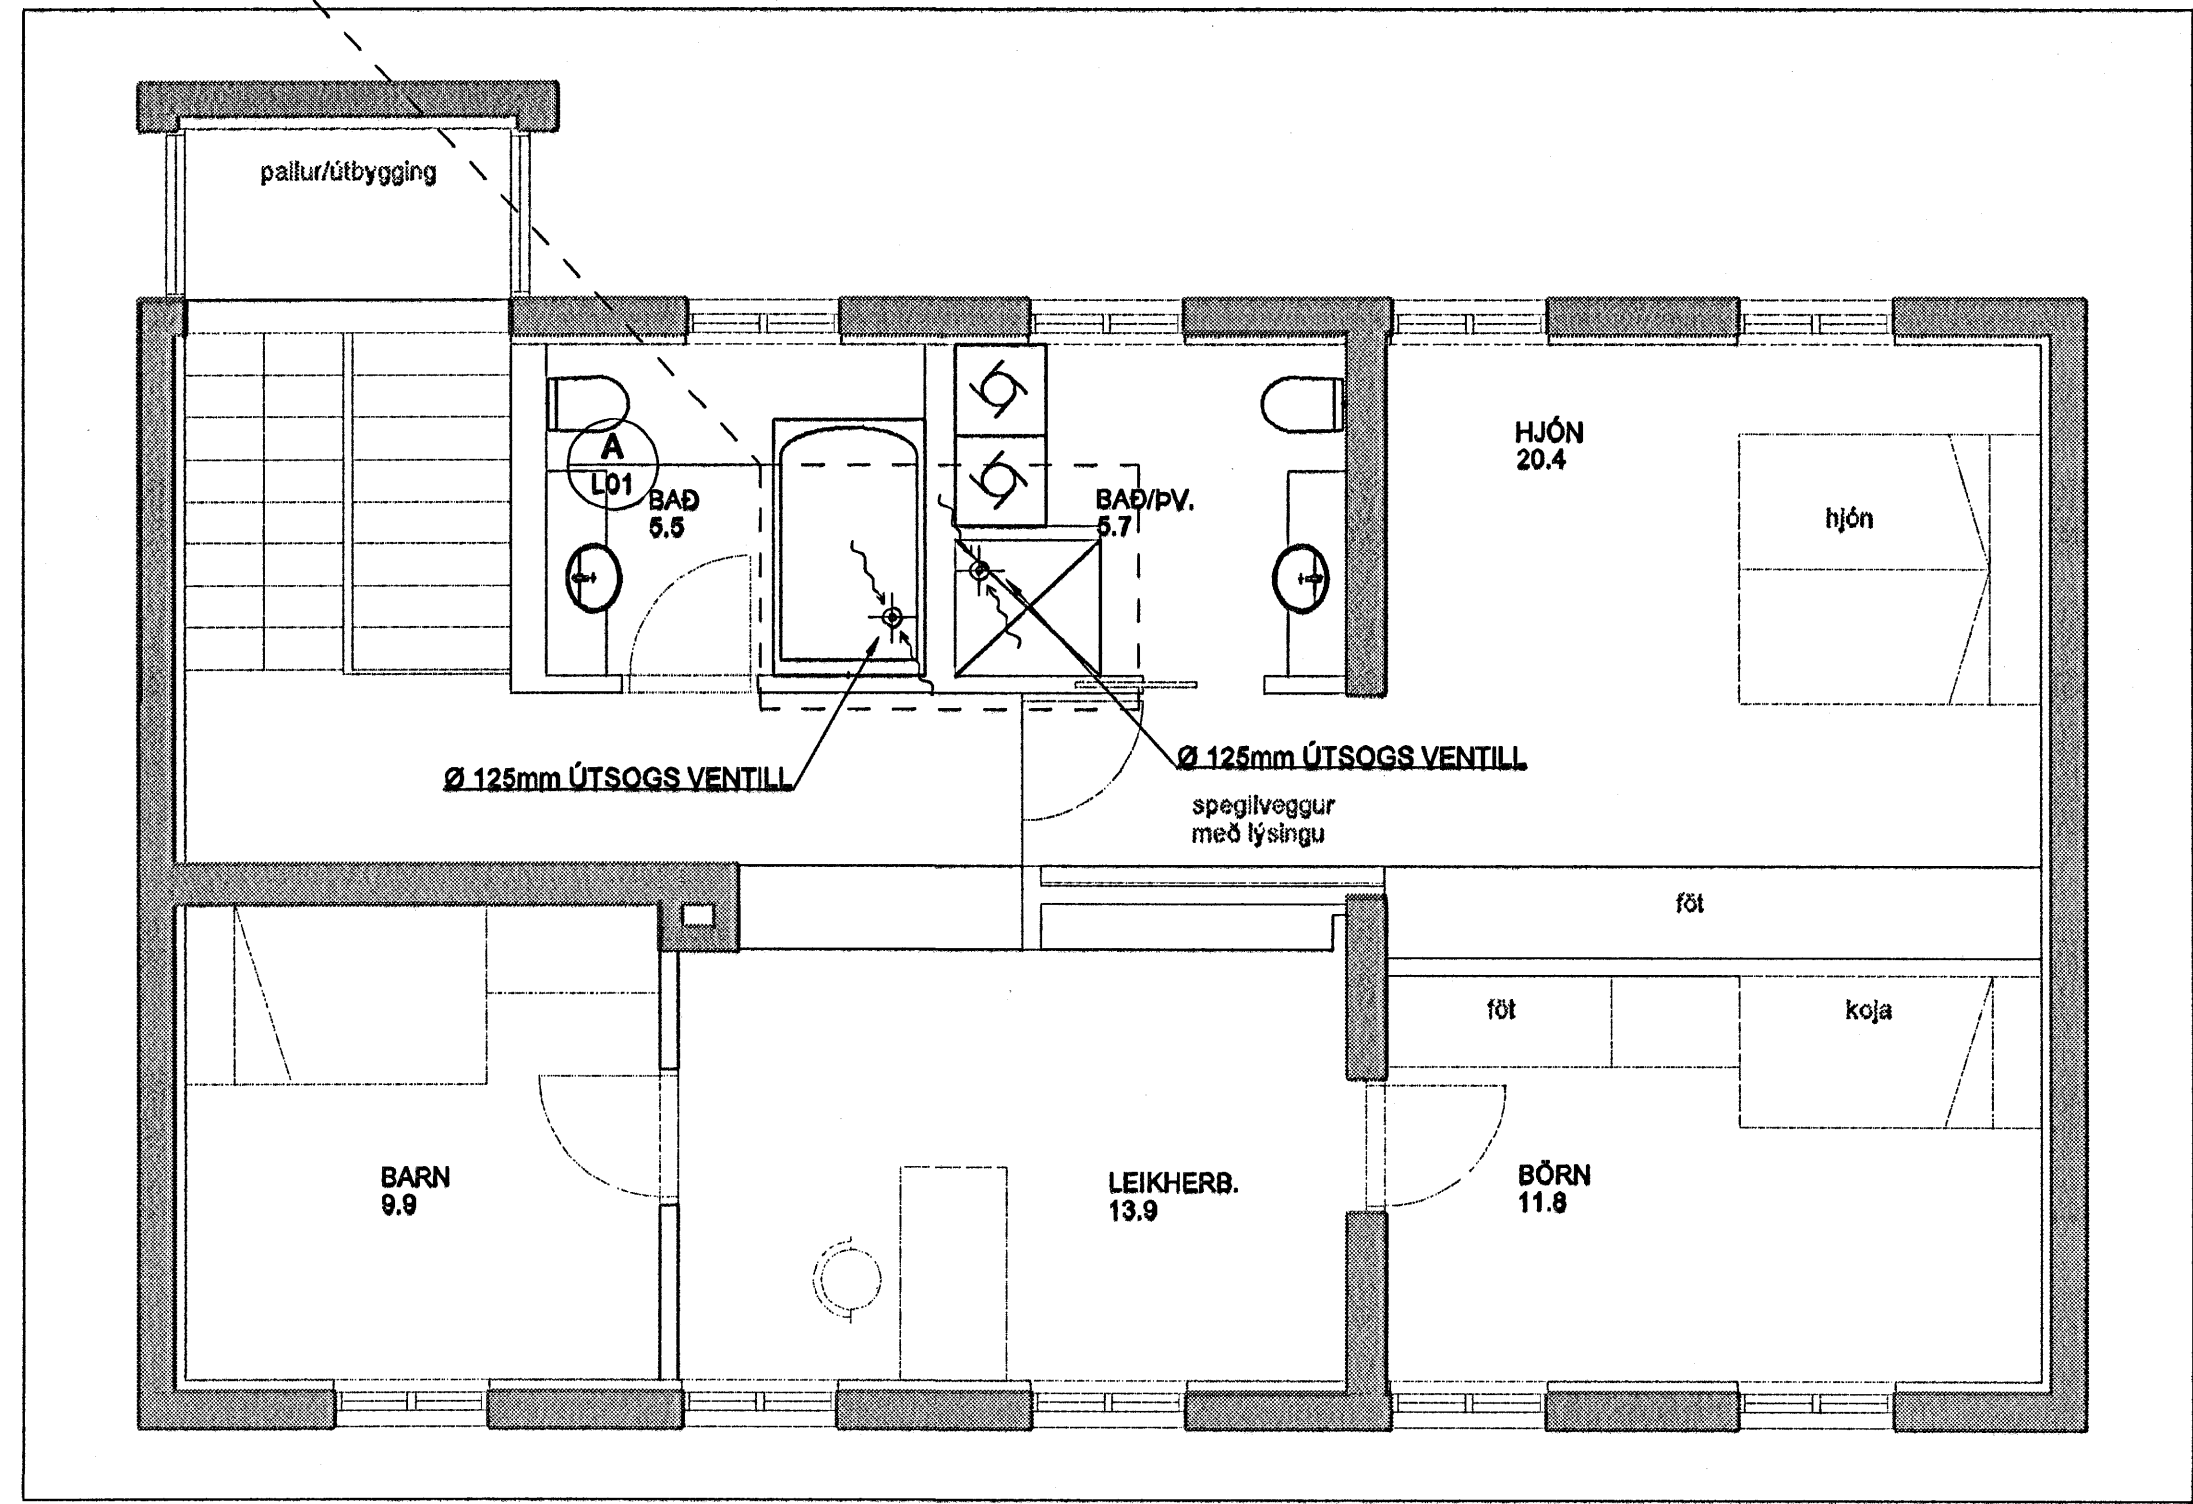 pallur/útbygging
HJÓN
20.4
A
L01
BAÐ
5.5
BAÐ/ÞV.
5.7
hjón
Ø 125mm ÚTSOGS VENTILL
Ø 125mm ÚTSOGS VENTILL
spegilveggur
með lýsingu
föt
föt
koja
BARN
9.9
LEIKHERB.
13.9
BÖRN
11.8